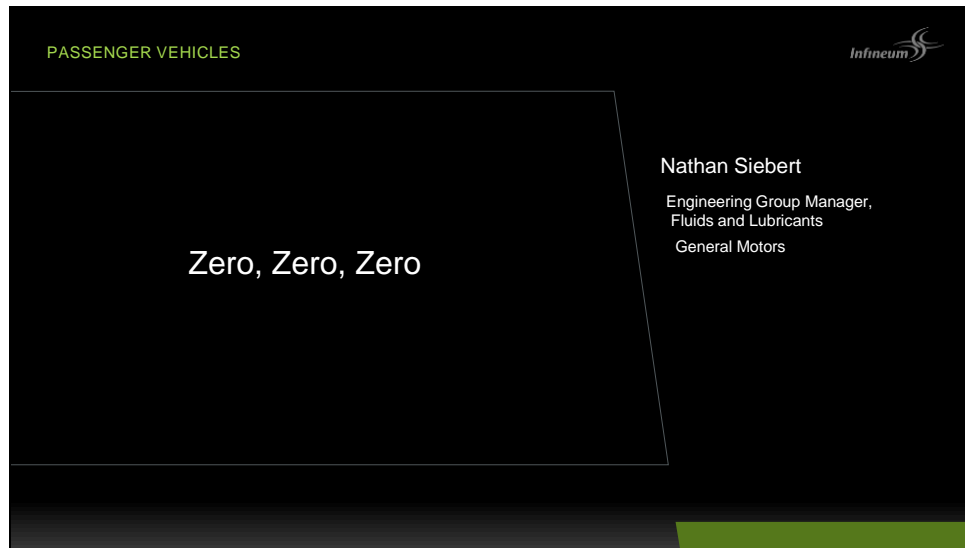 PASSENGER VEHICLES
Infineum
Zero, Zero, Zero
Nathan Siebert
Engineering Group Manager,
Fluids and Lubricants
General Motors